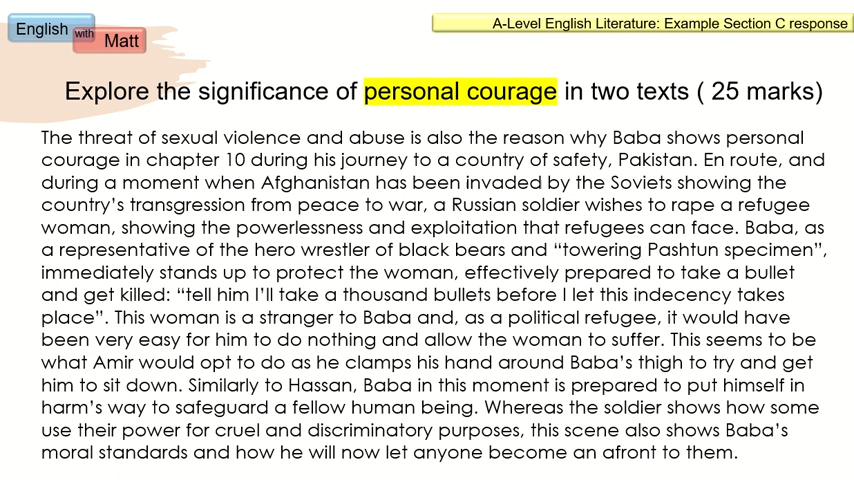 English with Matt
A-Level English Literature: Example Section C response
Explore the significance of personal courage in two texts ( 25 marks)
The threat of sexual violence and abuse is also the reason why Baba shows personal
courage in chapter 10 during his journey to a country of safety, Pakistan. En route, and
during a moment when Afghanistan has been invaded by the Soviets showing the
country’s transgression from peace to war, a Russian soldier wishes to rape a refugee
woman, showing the powerlessness and exploitation that refugees can face. Baba, as
a representative of the hero wrestler of black bears and “towering Pashtun specimen”,
immediately stands up to protect the woman, effectively prepared to take a bullet
and get killed: “tell him I’ll take a thousand bullets before I let this indecency takes
place”. This woman is a stranger to Baba and, as a political refugee, it would have
been very easy for him to do nothing and allow the woman to suffer. This seems to be
what Amir would opt to do as he clamps his hand around Baba’s thigh to try and get
him to sit down. Similarly to Hassan, Baba in this moment is prepared to put himself in
harm’s way to safeguard a fellow human being. Whereas the soldier shows how some
use their power for cruel and discriminatory purposes, this scene also shows Baba’s
moral standards and how he will now let anyone become an afront to them.